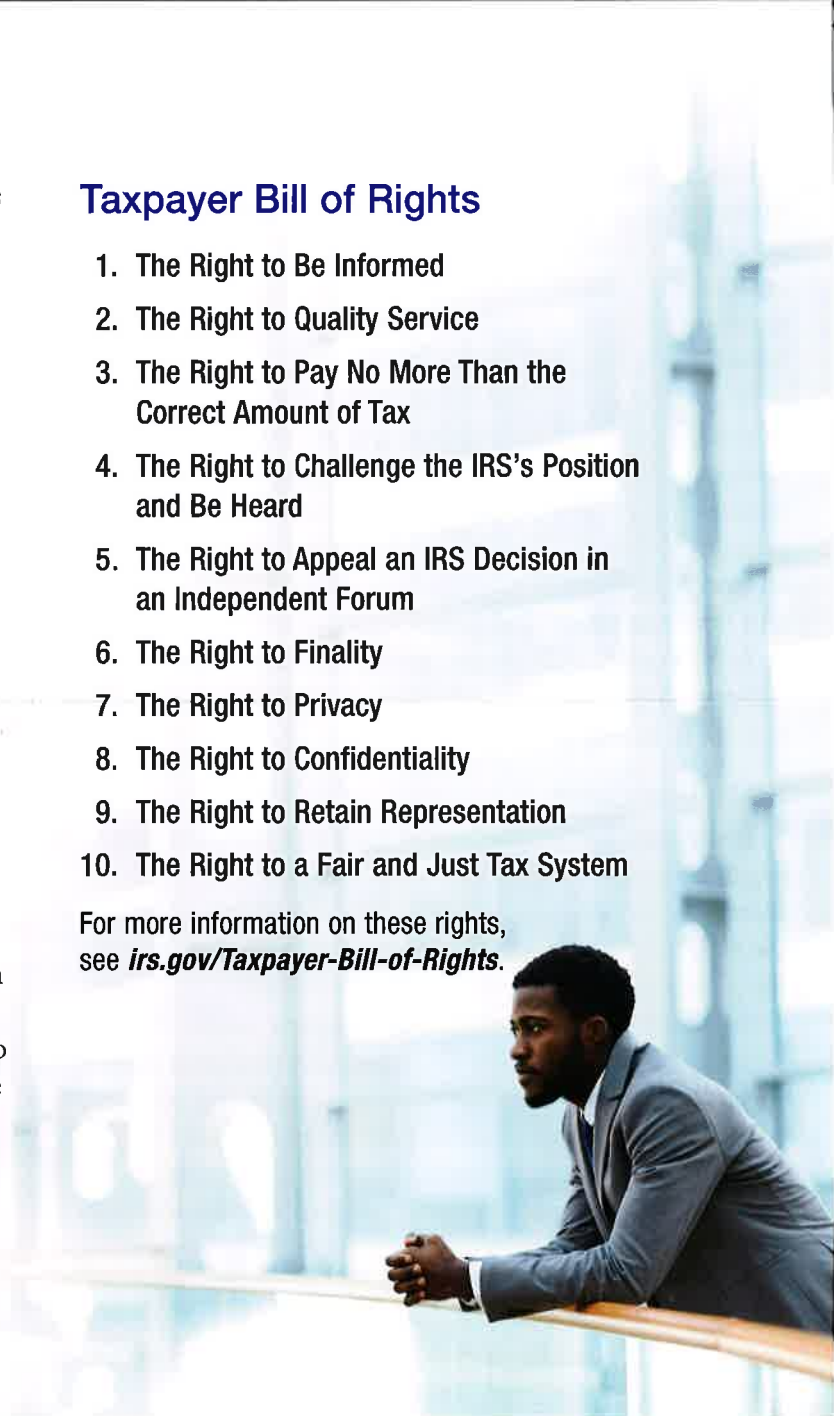 Taxpayer Bill of Rights
1. The Right to Be Informed
2. The Right to Quality Service
3. The Right to Pay No More Than the
Correct Amount of Tax
4. The Right to Challenge the IRS’s Position
and Be Heard
5. The Right to Appeal an IRS Decision in
an Independent Forum
6. The Right to Finality
7. The Right to Privacy
8. The Right to Confidentiality
9. The Right to Retain Representation
10. The Right to a Fair and Just Tax System
For more information on these rights,
see irs.gov/Taxpayer-Bill-of-Rights.